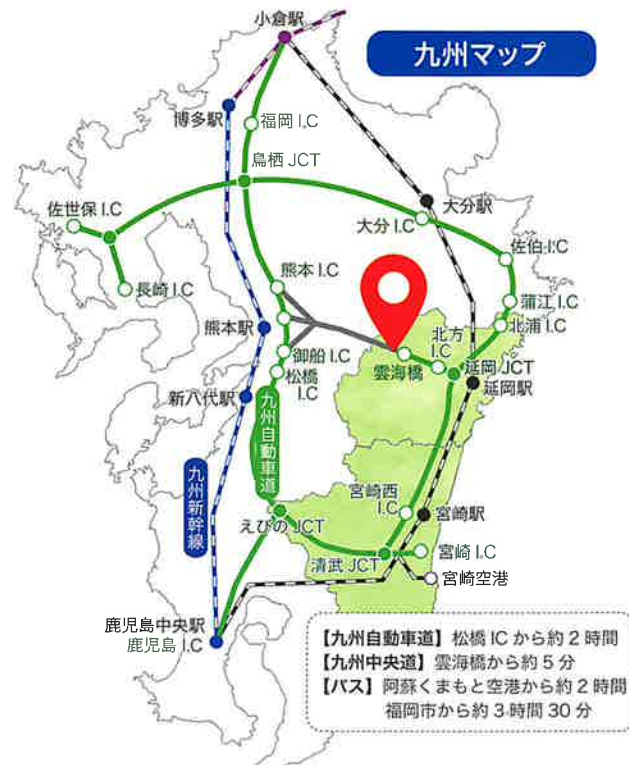 小倉駅
九州マップ
博多駅
福岡 I.C
鳥栖 JCT
佐世保 I.C
大分駅
大分 I.C
佐伯 I.C
長崎 I.C
熊本 I.C
蒲江 I.C
北浦 I.C
熊本駅
北方 I.C
御船 I.C
雲海橋
延岡 JCT
松橋 I.C
延岡駅
新八代駅
九州自動車道
九州新幹線
宮崎西 I.C
宮崎駅
えびの JCT
宮崎 I.C
清武 JCT
宮崎空港
鹿児島中央駅
鹿児島 I.C
【九州自動車道】松橋 IC から約 2 時間
【九州中央道】雲海橋から約 5 分
【バス】阿蘇くまもと空港から約 2 時間
福岡市から約 3 時間 30 分